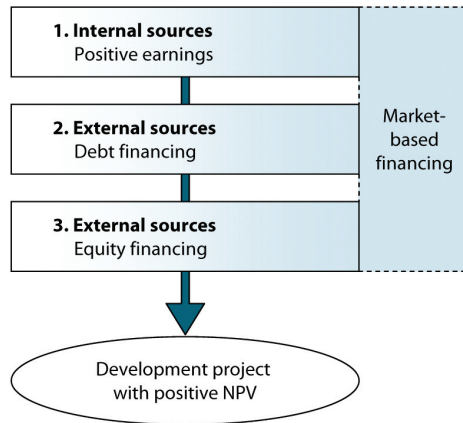 1. Internal sources
Positive earnings
2. External sources
Debt financing
3. External sources
Equity financing
Market-
based
financing
Development project
with positive NPV